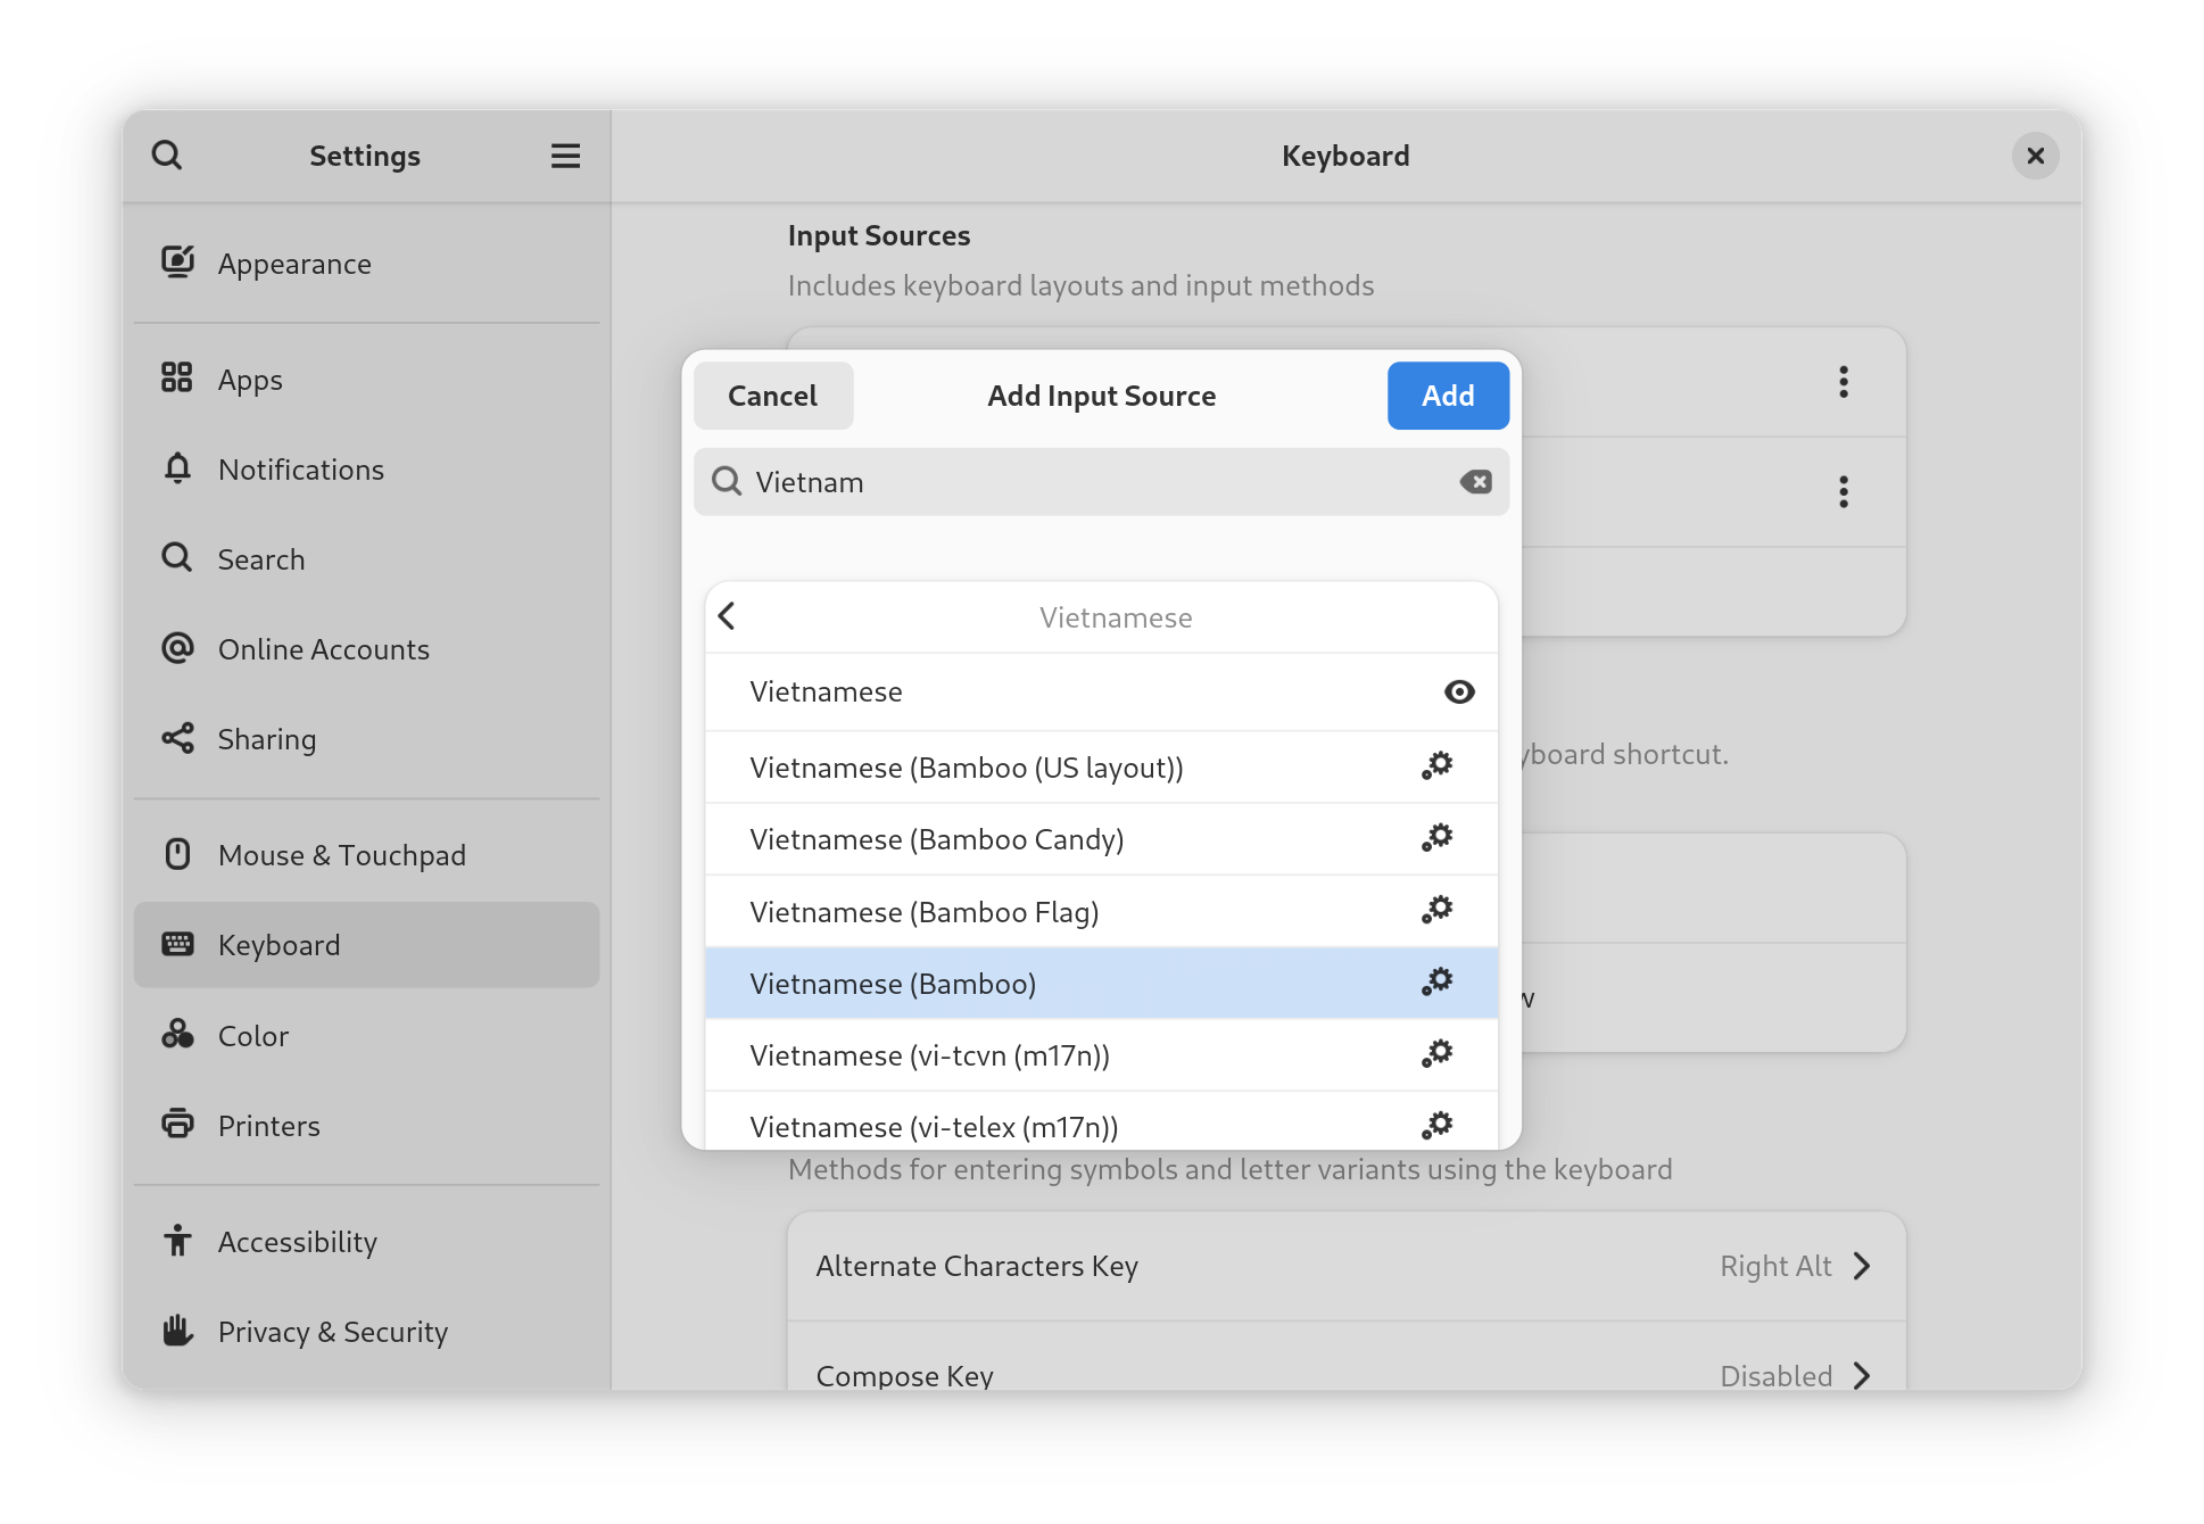 Settings
Keyboard
Appearance
Apps
Notifications
Search
Online Accounts
Sharing
Mouse & Touchpad
Keyboard
Color
Printers
Accessibility
Privacy & Security
Input Sources
Includes keyboard layouts and input methods
Cancel
Add Input Source
Add
Vietnam
Vietnamese
Vietnamese
Vietnamese (Bamboo (US layout))
Vietnamese (Bamboo Candy)
Vietnamese (Bamboo Flag)
Vietnamese (Bamboo)
Vietnamese (vi-tcvn (m17n))
Vietnamese (vi-telex (m17n))
shortcut.
Methods for entering symbols and letter variants using the keyboard
Alternate Characters Key
Right Alt
Compose Key
Disabled